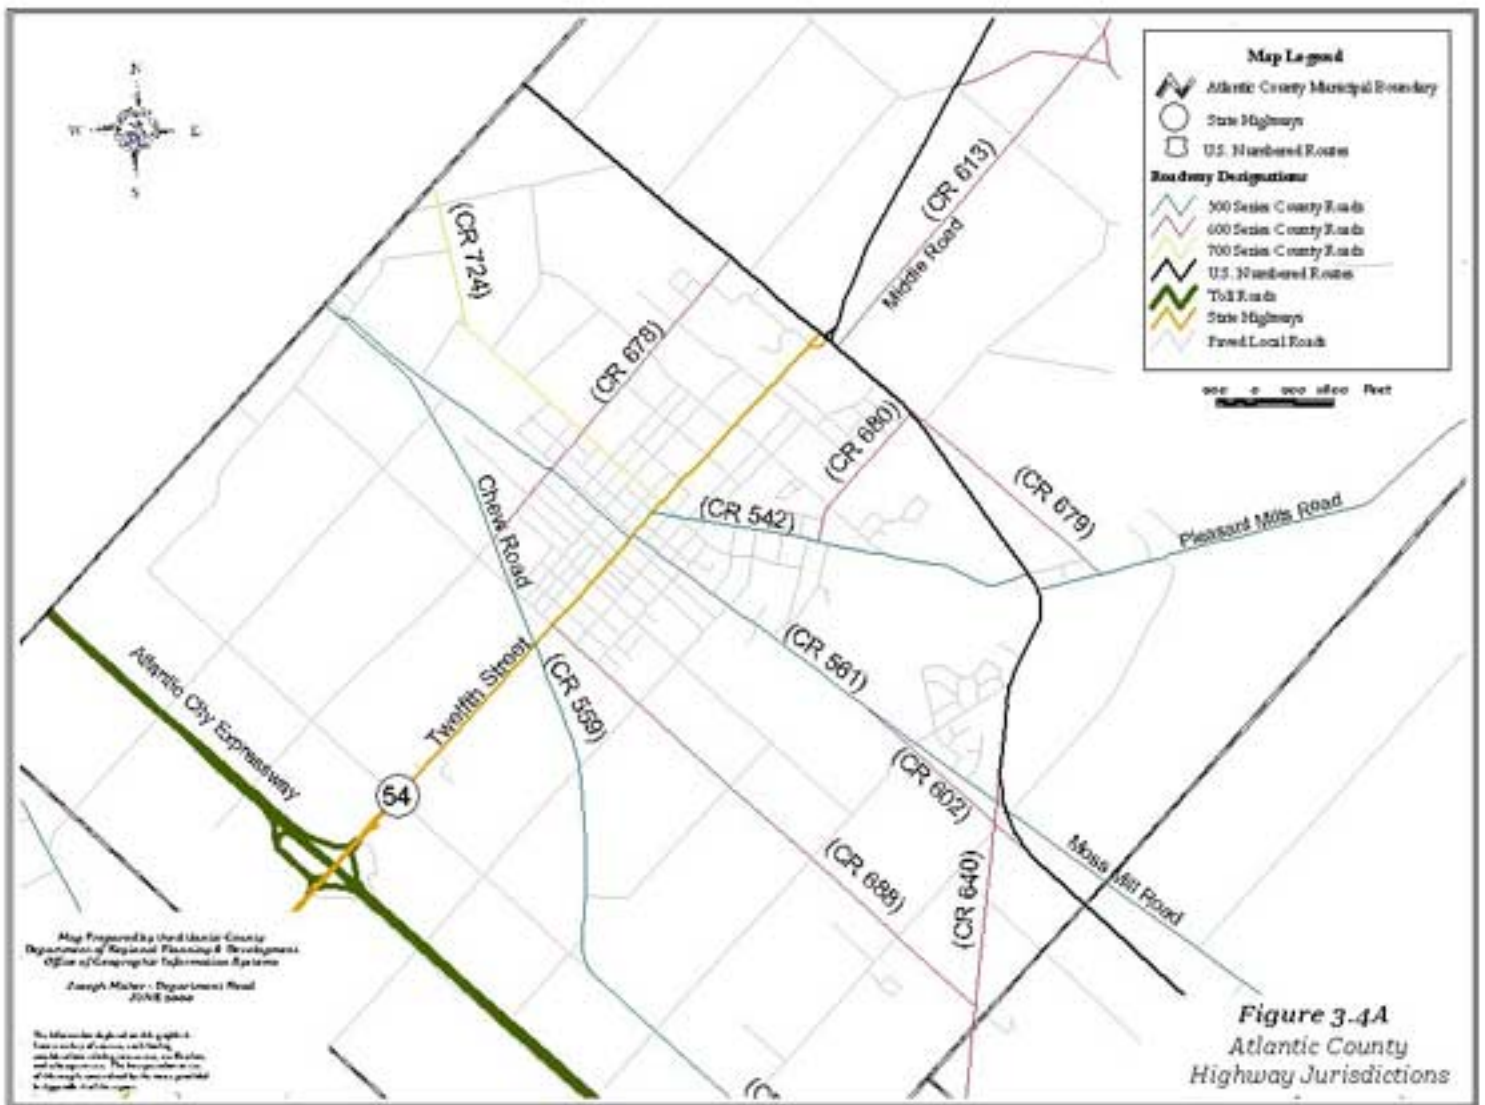 N
W
E
S
Map Legend
Atlantic County Municipal Boundary
State Highways
U.S. Numbered Routes
Roadway Designations
500 Series County Roads
600 Series County Roads
700 Series County Roads
U.S. Numbered Routes
Toll Roads
State Highways
Paved Local Roads
Feet
(CR 613)
Middle Road
(CR 724)
(CR 678)
(CR 680)
(CR 679)
(CR 542)
Pleasant Mills Road
Chew Road
(CR 561)
Twelfth Street
(CR 559)
Atlantic City Expressway
54
(CR 602)
Moss Mill Road
(CR 688)
(CR 640)
Map Prepared by the Atlantic County
Department of Regional Planning & Development
Office of Geographic Information Systems
Department Head
JUNE 2000
Figure 3.4A
Atlantic County
Highway Jurisdictions